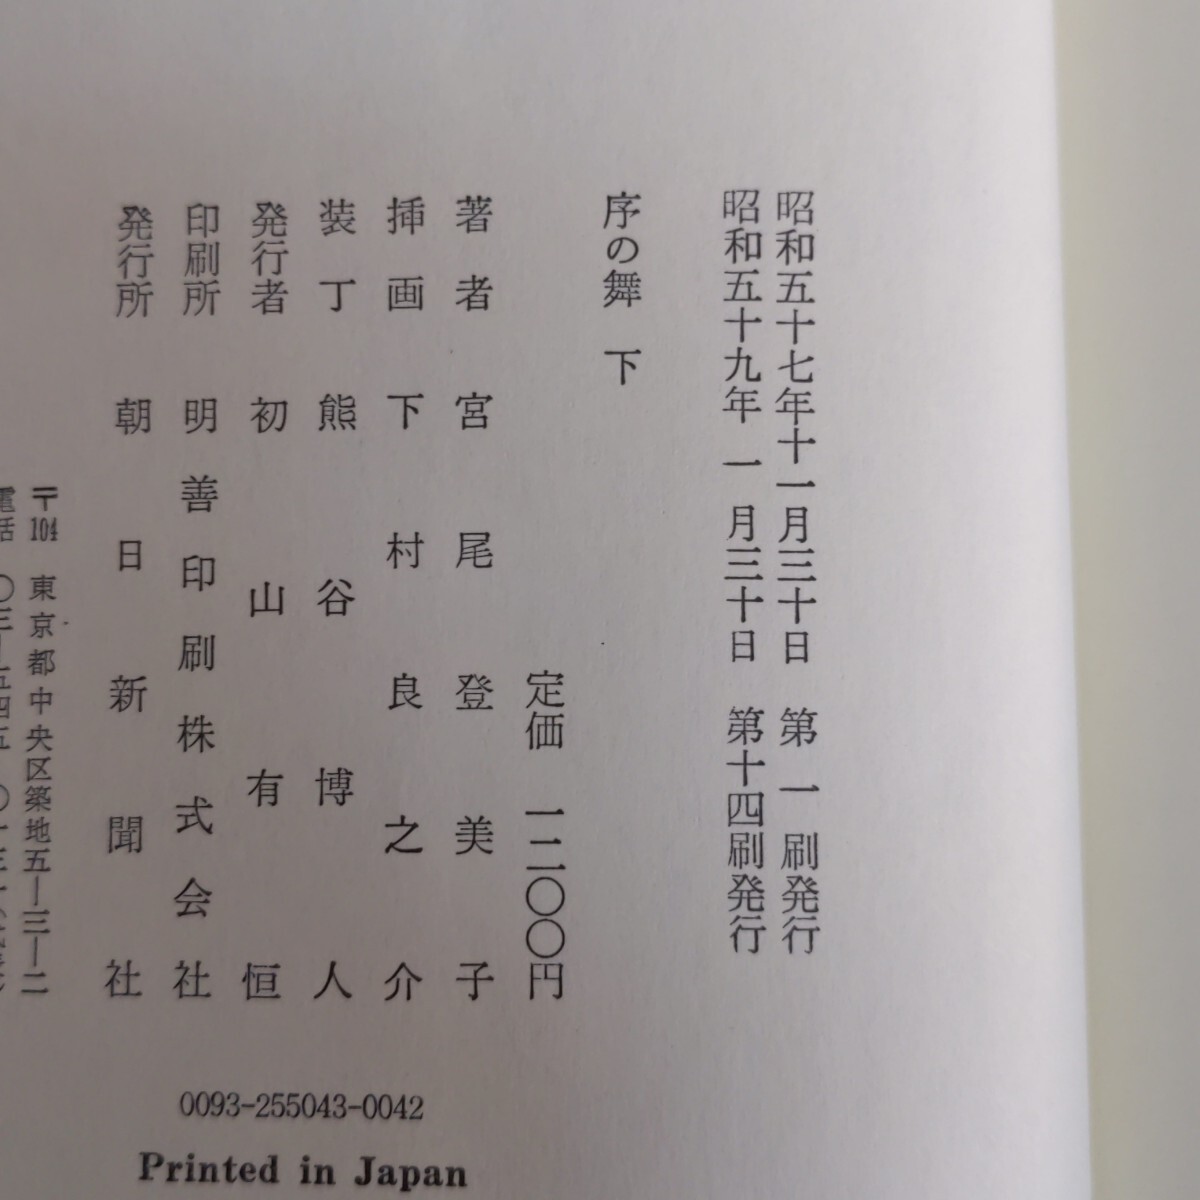 昭和五十七年十一月三十日　第一刷発行
昭和五十九年　一月三十日　第十四刷発行
序の舞　下
定価　一二〇〇円
著者　宮尾登美子
挿画　下村良之介
装丁　熊谷博人
発行者　初山有恒
印刷所　明善印刷株式会社
発行所　朝日新聞社
〒104　東京都中央区築地五―三―二
0093-255043-0042
Printed in Japan